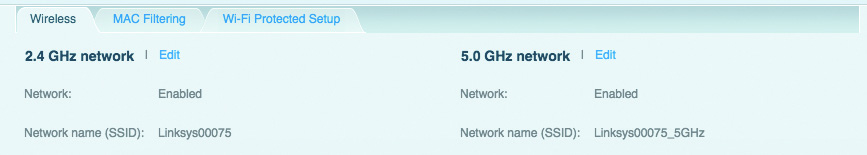 Wireless MAC Filtering Wi-Fi Protected Setup
2.4 GHz network | Edit 5.0 GHz network | Edit
Network: Enabled Network: Enabled
Network name (SSID): Linksys00075 Network name (SSID): Linksys00075_5GHz